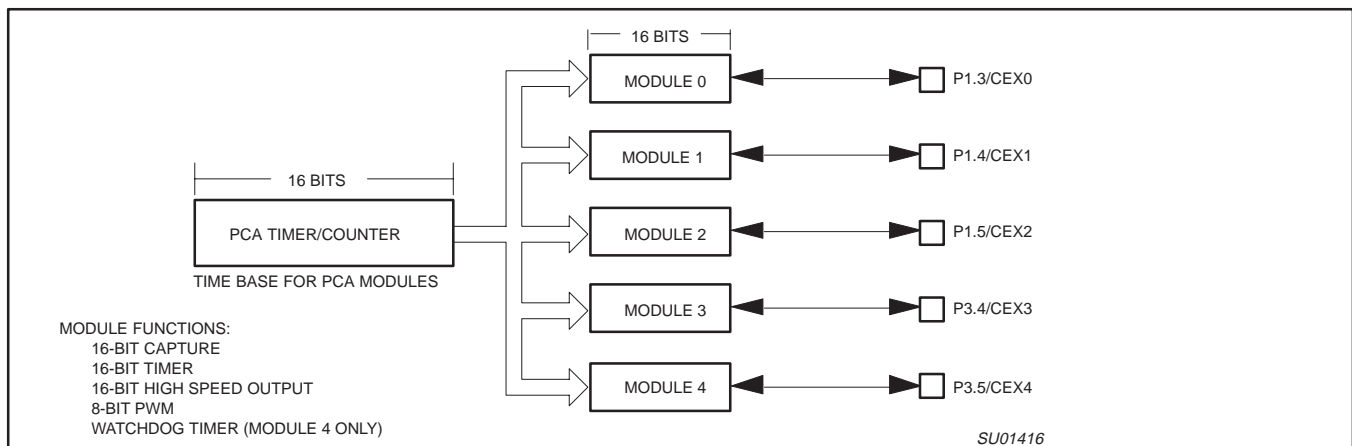 16 BITS
MODULE 0
P1.3/CEX0
MODULE 1
P1.4/CEX1
16 BITS
PCA TIMER/COUNTER
MODULE 2
P1.5/CEX2
TIME BASE FOR PCA MODULES
MODULE 3
P3.4/CEX3
MODULE FUNCTIONS:
16-BIT CAPTURE
16-BIT TIMER
16-BIT HIGH SPEED OUTPUT
8-BIT PWM
WATCHDOG TIMER (MODULE 4 ONLY)
MODULE 4
P3.5/CEX4
SU01416